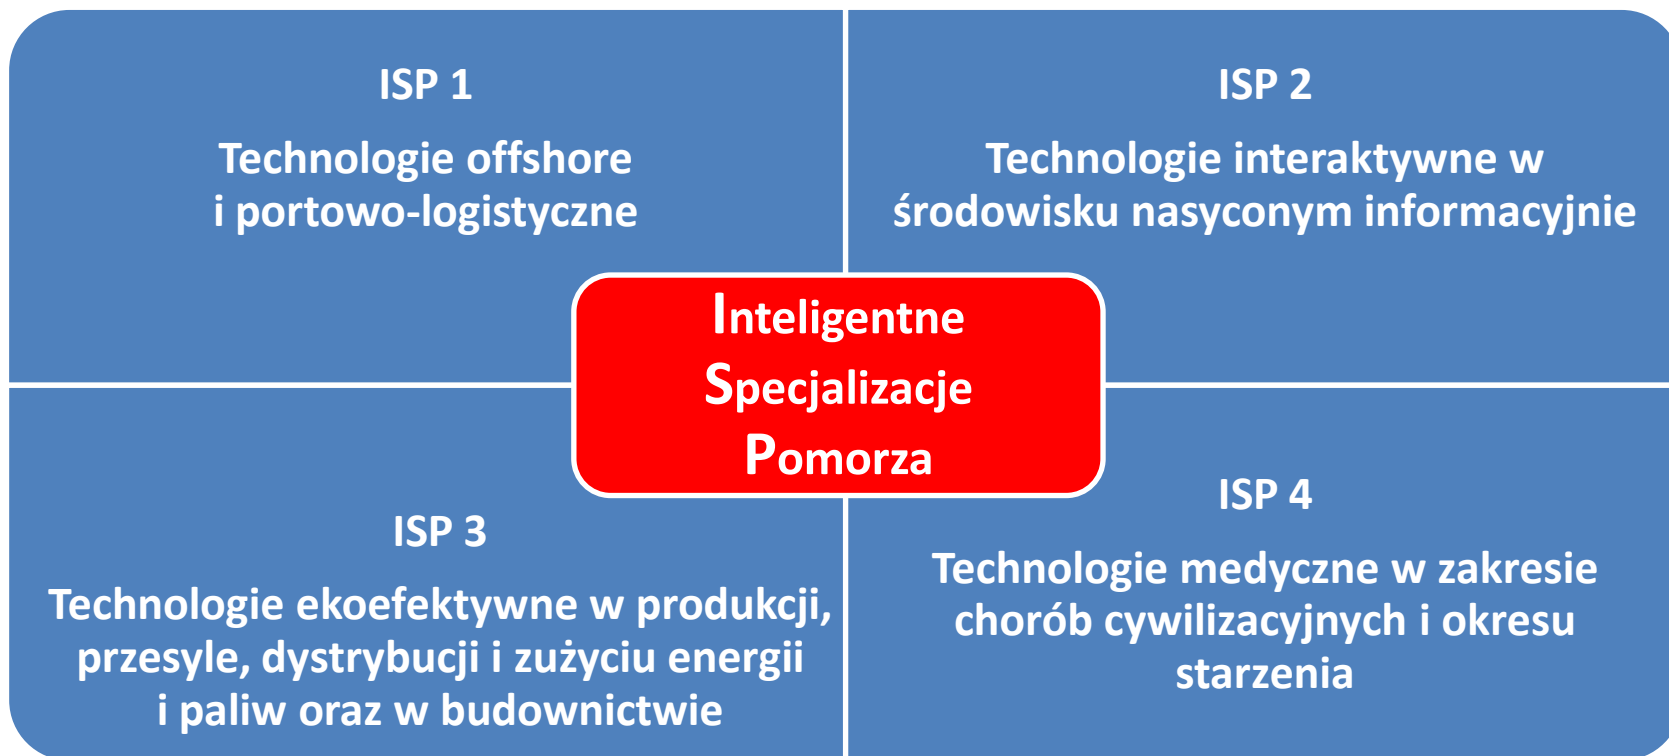 ISP 1
Technologie offshore
i portowo-logistyczne
ISP 2
Technologie interaktywne w
środowisku nasyconym informacyjnie
Inteligentne
Specjalizacje
Pomorza
ISP 3
Technologie ekoefektywne w produkcji,
przesyle, dystrybucji i zużyciu energii
i paliw oraz w budownictwie
ISP 4
Technologie medyczne w zakresie
chorób cywilizacyjnych i okresu
starzenia